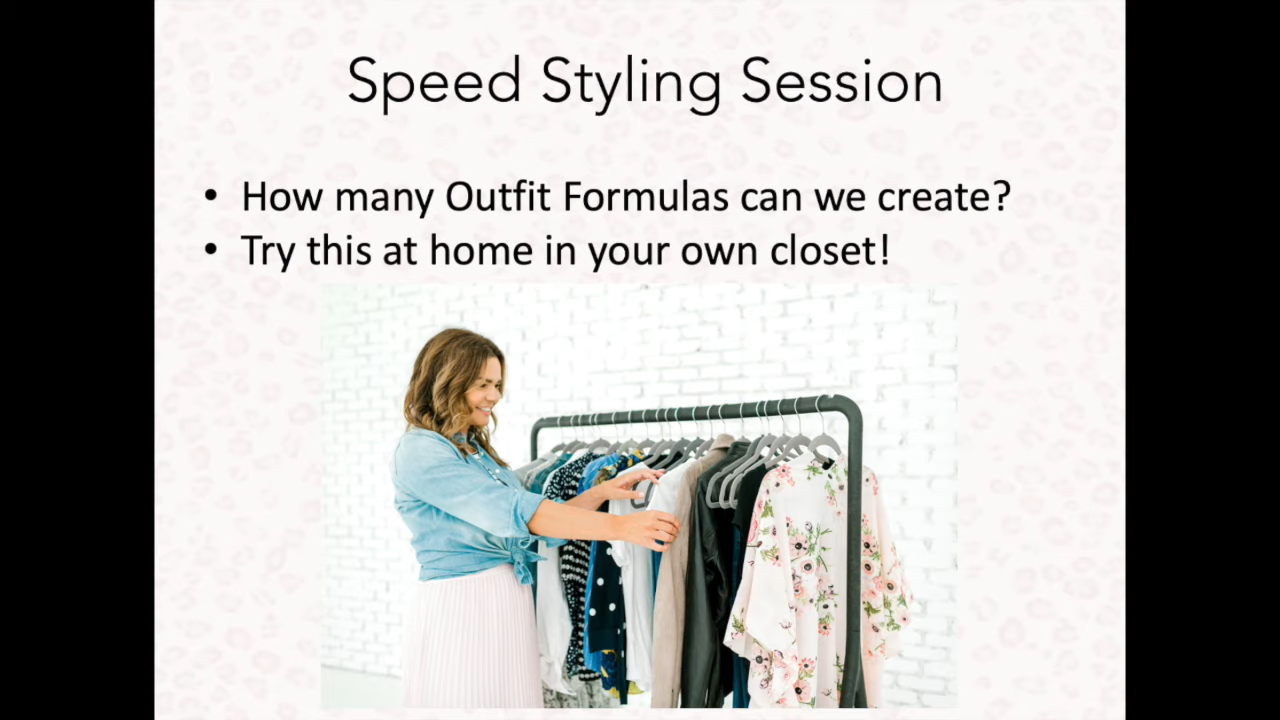 Speed Styling Session
• How many Outfit Formulas can we create?
• Try this at home in your own closet!